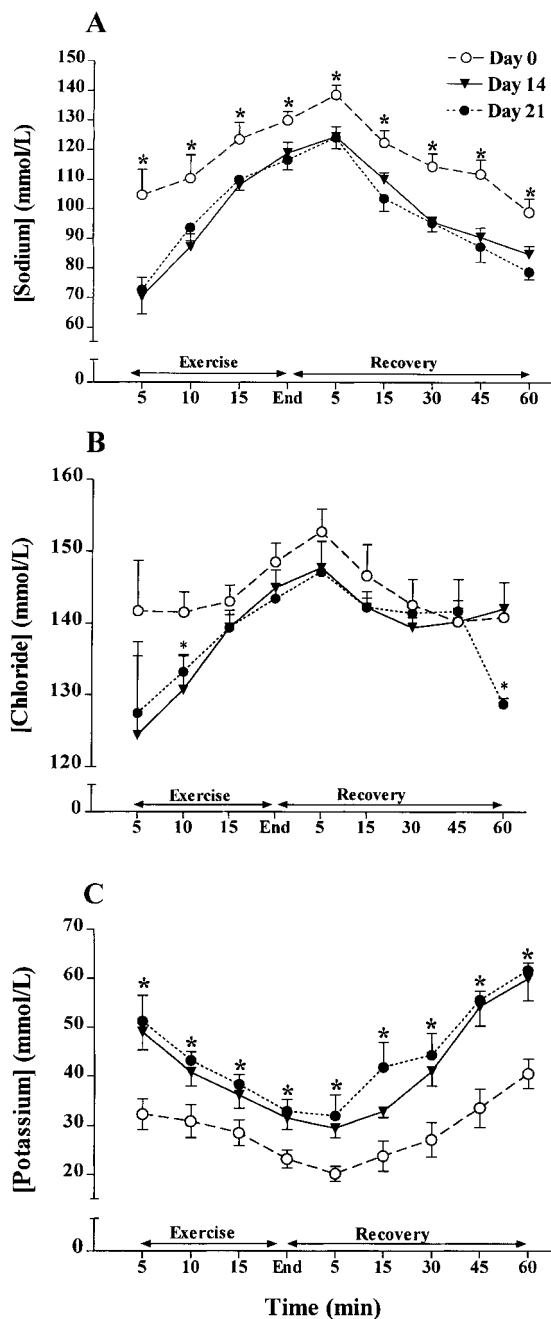 A
Day 0
Day 14
Day 21
[Sodium] (mmol/L)
150
140
130
120
110
100
90
80
70
60
0
* * * * * * * * *
Exercise Recovery
5 10 15 End 5 15 30 45 60
B
[Chloride] (mmol/L)
160
150
140
130
120
0
* *
Exercise Recovery
5 10 15 End 5 15 30 45 60
C
[Potassium] (mmol/L)
70
60
50
40
30
20
0
* * * * * * * * *
Exercise Recovery
5 10 15 End 5 15 30 45 60
Time (min)